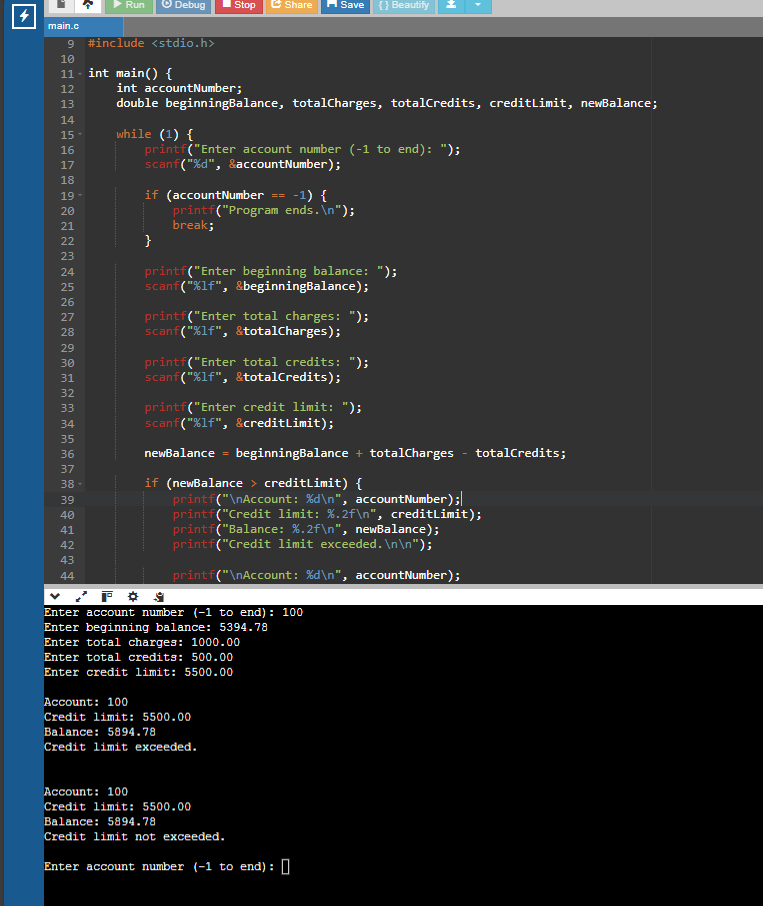 Run Debug Stop Share Save { } Beautify
main.c
9 #include <stdio.h>
10
11 int main() {
12 int accountNumber;
13 double beginningBalance, totalCharges, totalCredits, creditLimit, newBalance;
14
15 while (1) {
16 printf("Enter account number (-1 to end): ");
17 scanf("%d", &accountNumber);
18
19 if (accountNumber == -1) {
20 printf("Program ends.\n");
21 break;
22 }
23
24 printf("Enter beginning balance: ");
25 scanf("%lf", &beginningBalance);
26
27 printf("Enter total charges: ");
28 scanf("%lf", &totalCharges);
29
30 printf("Enter total credits: ");
31 scanf("%lf", &totalCredits);
32
33 printf("Enter credit limit: ");
34 scanf("%lf", &creditLimit);
35
36 newBalance = beginningBalance + totalCharges - totalCredits;
37
38 if (newBalance > creditLimit) {
39 printf("\nAccount: %d\n", accountNumber);
40 printf("Credit limit: %.2f\n", creditLimit);
41 printf("Balance: %.2f\n", newBalance);
42 printf("Credit limit exceeded.\n\n");
43
44 printf("\nAccount: %d\n", accountNumber);
Enter account number (-1 to end): 100
Enter beginning balance: 5394.78
Enter total charges: 1000.00
Enter total credits: 500.00
Enter credit limit: 5500.00
Account: 100
Credit limit: 5500.00
Balance: 5894.78
Credit limit exceeded.
Account: 100
Credit limit: 5500.00
Balance: 5894.78
Credit limit not exceeded.
Enter account number (-1 to end):